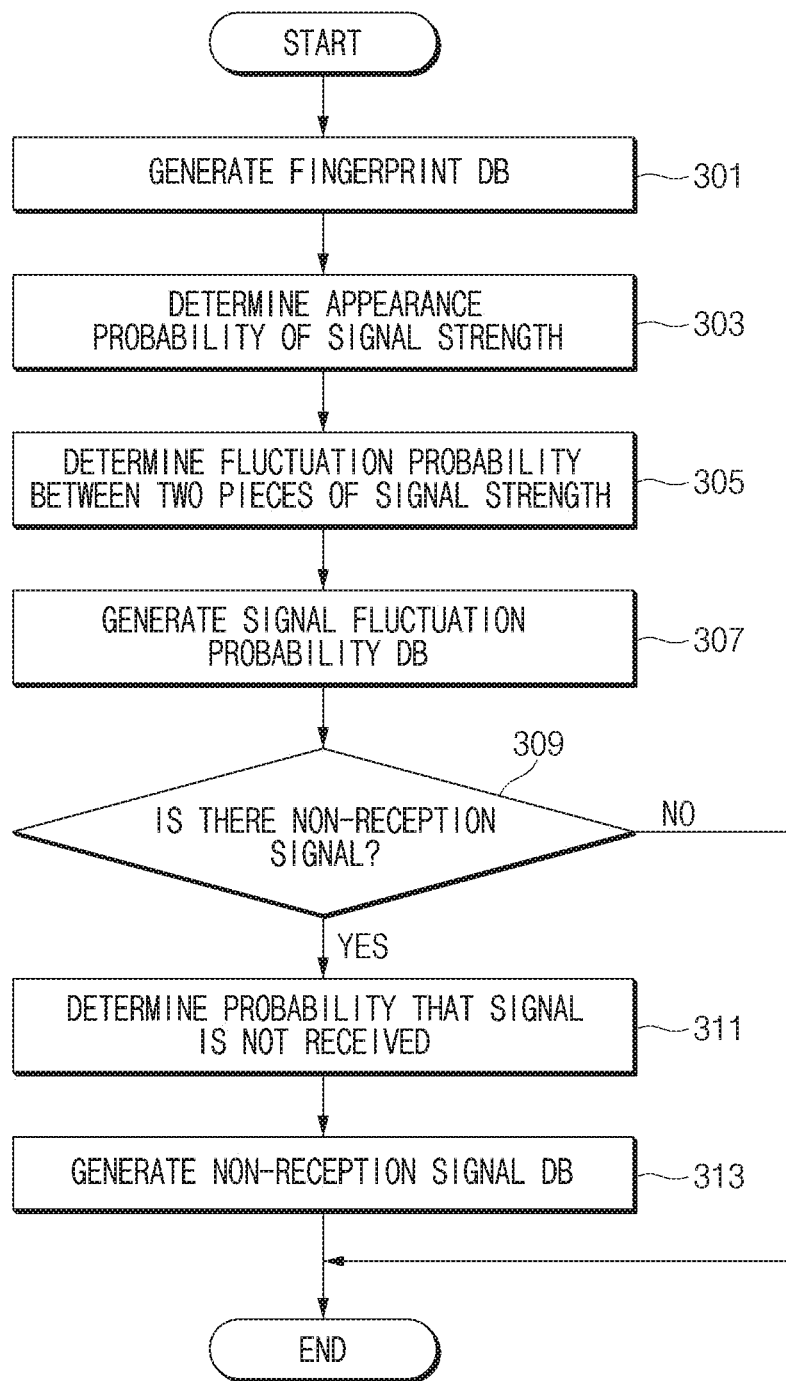 START
GENERATE FINGERPRINT DB
301
DETERMINE APPEARANCE
PROBABILITY OF SIGNAL STRENGTH
303
DETERMINE FLUCTUATION PROBABILITY
BETWEEN TWO PIECES OF SIGNAL STRENGTH
305
GENERATE SIGNAL FLUCTUATION
PROBABILITY DB
307
309
IS THERE NON-RECEPTION
SIGNAL?
NO
YES
DETERMINE PROBABILITY THAT SIGNAL
IS NOT RECEIVED
311
GENERATE NON-RECEPTION SIGNAL DB
313
END